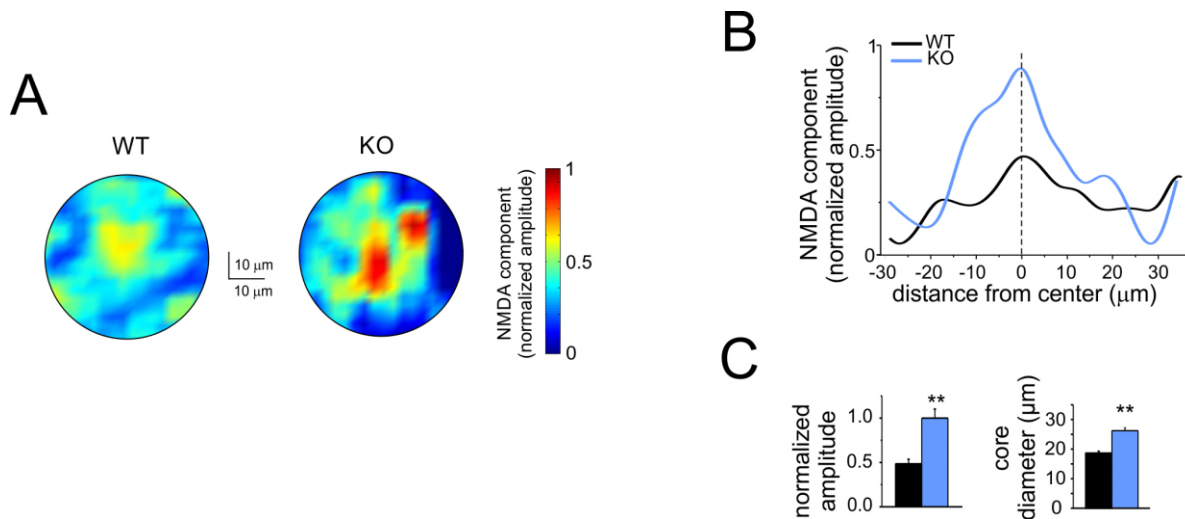 A
WT
KO
10 μm
10 μm
1
0.5
0
NMDA component
(normalized amplitude)
B
WT
KO
1
0.5
0
NMDA component
(normalized amplitude)
-30 -20 -10 0 10 20 30
distance from center (μm)
C
**
1.0
0.5
0.0
normalized
amplitude
**
30
20
10
0
core
diameter (μm)